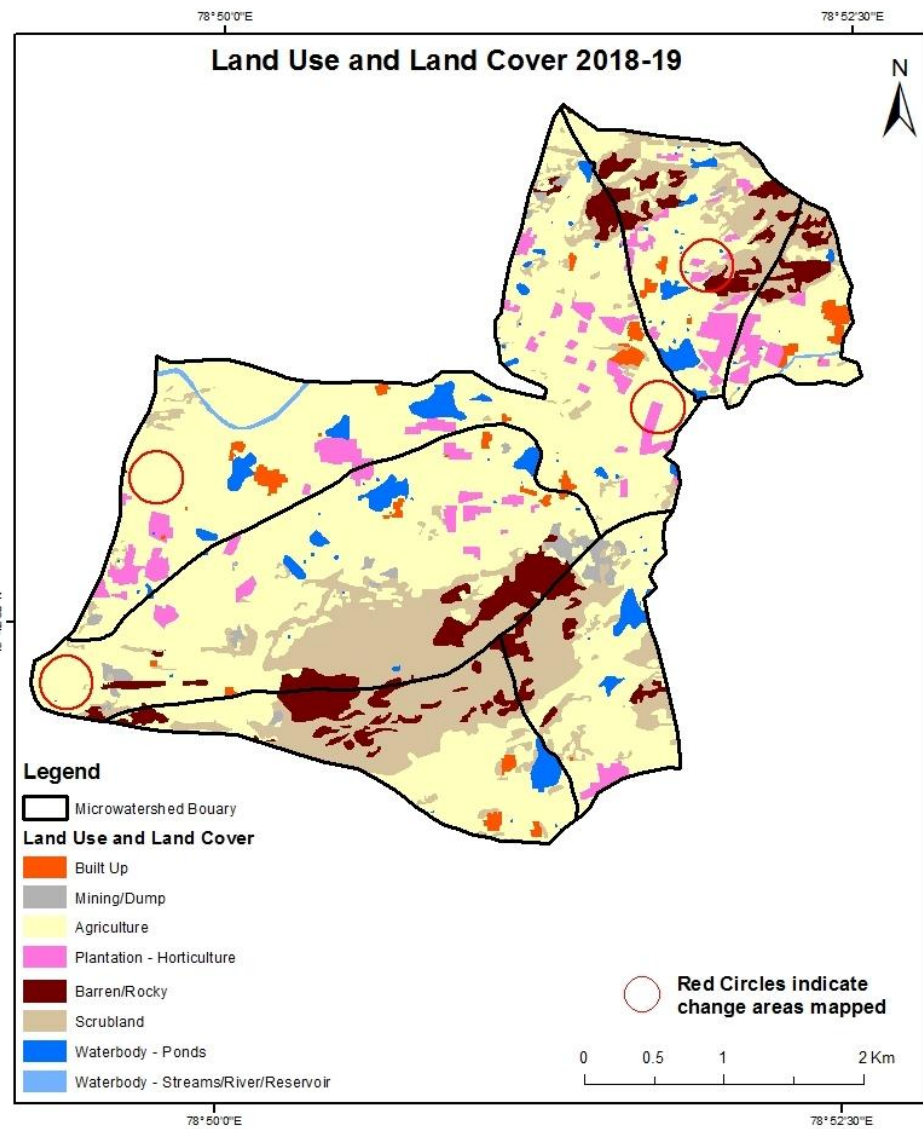 78°50'0"E
78°52'30"E
Land Use and Land Cover 2018-19
N
Legend
Microwatershed Bouary
Land Use and Land Cover
Built Up
Mining/Dump
Agriculture
Plantation - Horticulture
Barren/Rocky
Scrubland
Waterbody - Ponds
Waterbody - Streams/River/Reservoir
Red Circles indicate
change areas mapped
0 0.5 1 2 Km
78°50'0"E
78°52'30"E